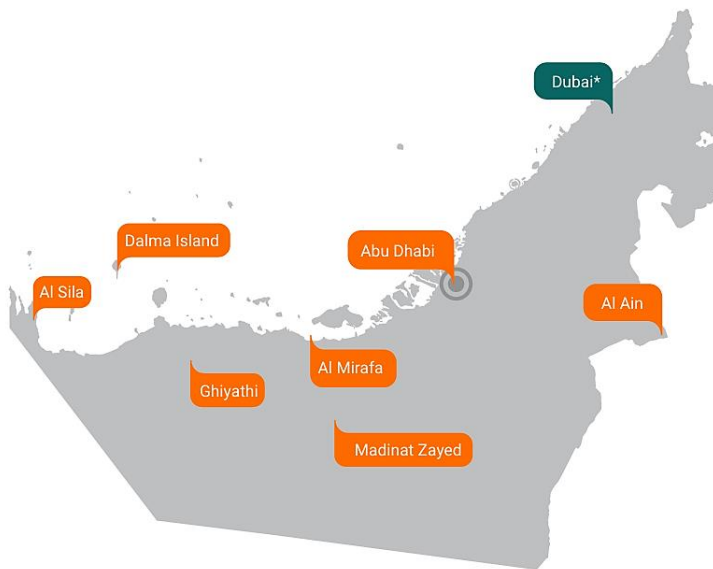 Dubai*
Dalma Island
Abu Dhabi
Al Sila
Al Ain
Al Mirafa
Ghiyathi
Madinat Zayed